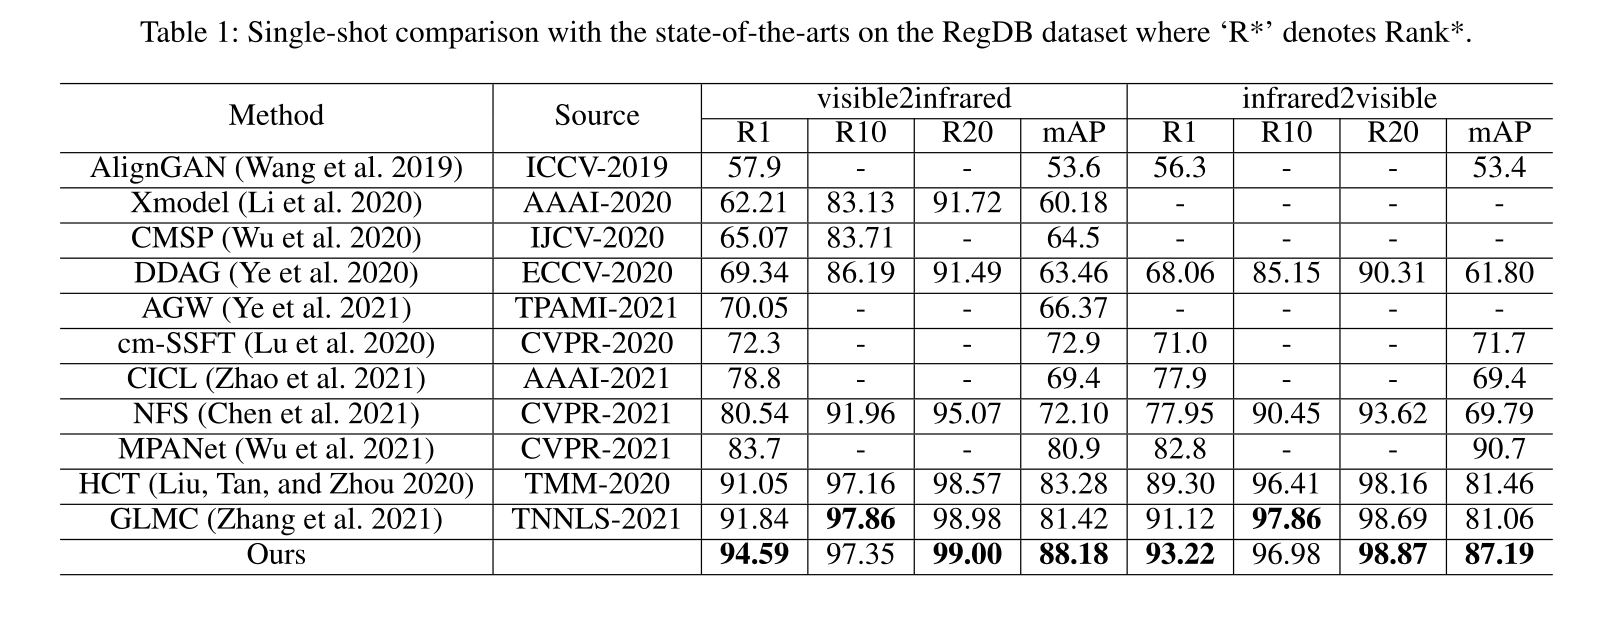 Table 1: Single-shot comparison with the state-of-the-arts on the RegDB dataset where ‘R*’ denotes Rank*.
Method Source visible2infrared infrared2visible
R1 R10 R20 mAP R1 R10 R20 mAP
AlignGAN (Wang et al. 2019) ICCV-2019 57.9 - - 53.6 56.3 - - 53.4
Xmodel (Li et al. 2020) AAAI-2020 62.21 83.13 91.72 60.18 - - - -
CMSP (Wu et al. 2020) IJCV-2020 65.07 83.71 - 64.5 - - - -
DDAG (Ye et al. 2020) ECCV-2020 69.34 86.19 91.49 63.46 68.06 85.15 90.31 61.80
AGW (Ye et al. 2021) TPAMI-2021 70.05 - - 66.37 - - - -
cm-SSFT (Lu et al. 2020) CVPR-2020 72.3 - - 72.9 71.0 - - 71.7
CICL (Zhao et al. 2021) AAAI-2021 78.8 - - 69.4 77.9 - - 69.4
NFS (Chen et al. 2021) CVPR-2021 80.54 91.96 95.07 72.10 77.95 90.45 93.62 69.79
MPANet (Wu et al. 2021) CVPR-2021 83.7 - - 80.9 82.8 - - 90.7
HCT (Liu, Tan, and Zhou 2020) TMM-2020 91.05 97.16 98.57 83.28 89.30 96.41 98.16 81.46
GLMC (Zhang et al. 2021) TNNLS-2021 91.84 97.86 98.98 81.42 91.12 97.86 98.69 81.06
Ours 94.59 97.35 99.00 88.18 93.22 96.98 98.87 87.19